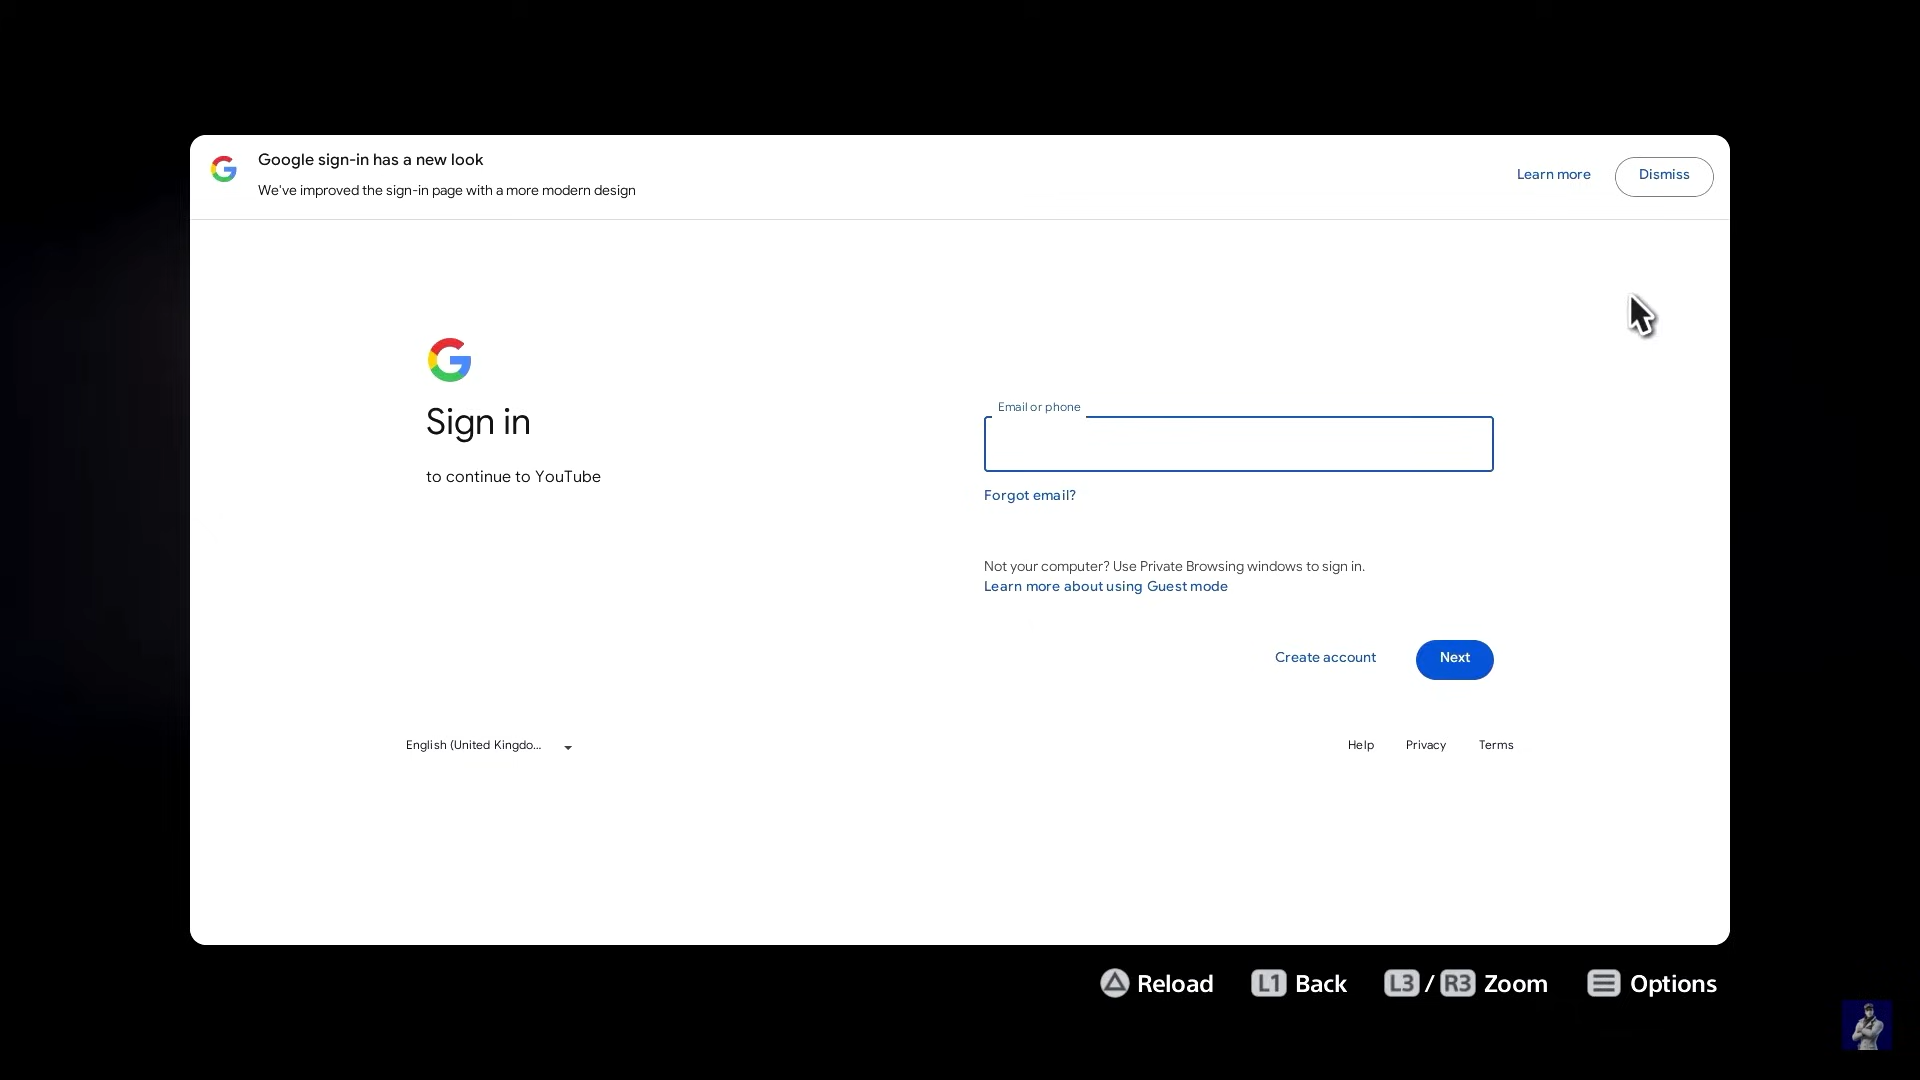 Google sign-in has a new look
We've improved the sign-in page with a more modern design
Learn more
Dismiss
Sign in
to continue to YouTube
Email or phone
Forgot email?
Not your computer? Use Private Browsing windows to sign in.
Learn more about using Guest mode
Create account
Next
English (United Kingdo...
Help
Privacy
Terms
Reload
L1 Back
L3 / R3 Zoom
Options